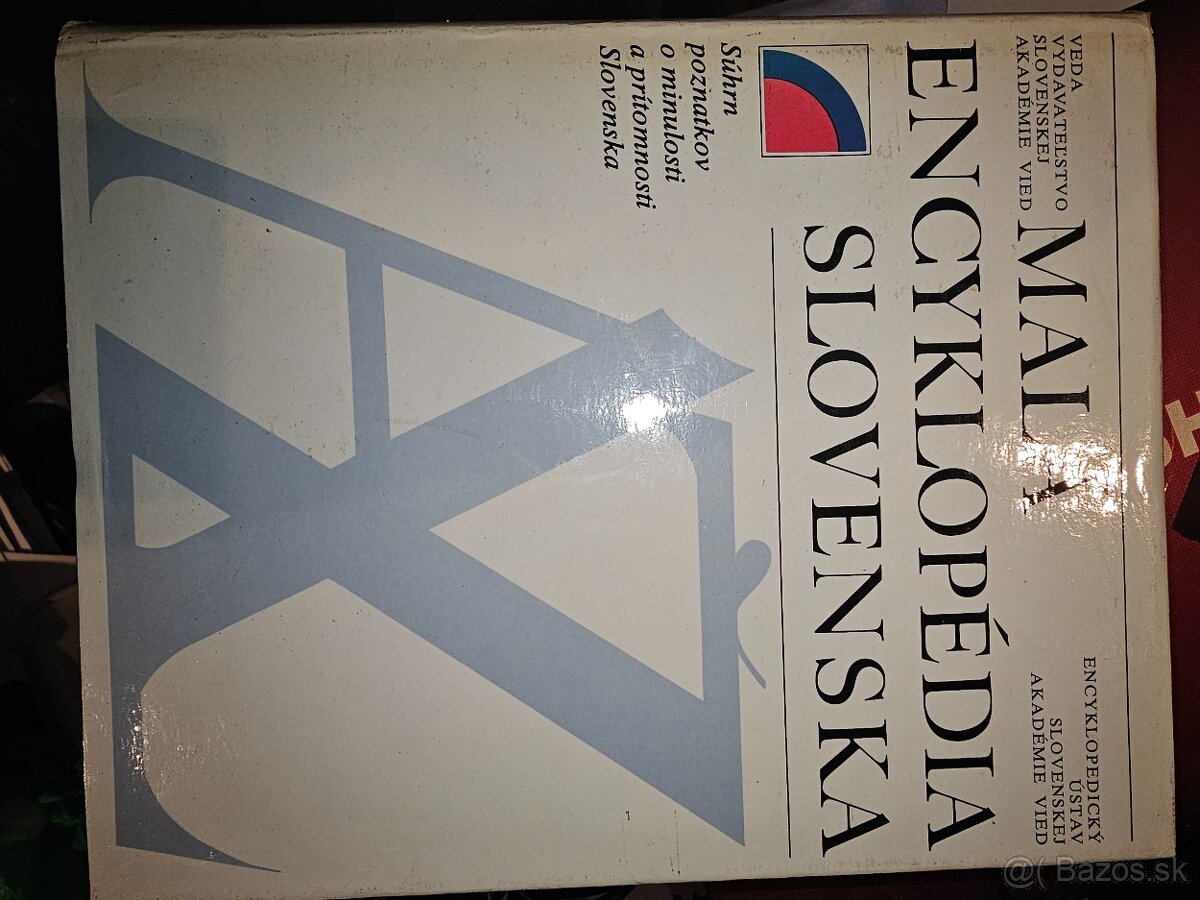 VEDA
VYDAVATEĽSTVO
SLOVENSKEJ
AKADÉMIE VIED
ENCYKLOPEDICKÝ
ÚSTAV
SLOVENSKEJ
AKADÉMIE VIED
MALÁ
ENCYKLOPÉDIA
SLOVENSKA
Súhrn
poznatkov
o minulosti
a prítomnosti
Slovenska
A Ž
@( Bazos.sk